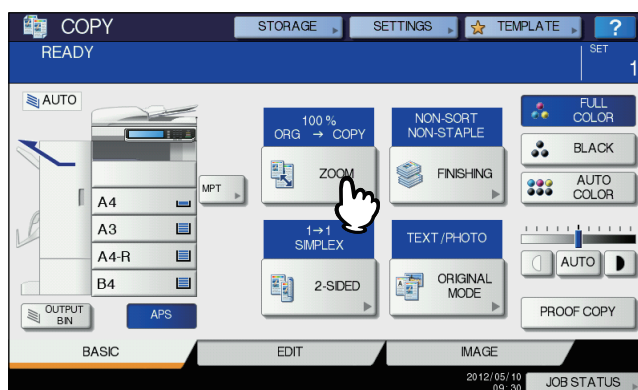 COPY
STORAGE
SETTINGS
TEMPLATE
?
READY
SET
1
AUTO
100 %
ORG → COPY
NON-SORT
NON-STAPLE
FULL
COLOR
BLACK
AUTO
COLOR
ZOOM
FINISHING
MPT
A4
A3
A4-R
B4
1→1
SIMPLEX
TEXT/PHOTO
2-SIDED
ORIGINAL
MODE
AUTO
OUTPUT
BIN
APS
PROOF COPY
BASIC
EDIT
IMAGE
2012/05/10
09:30
JOB STATUS